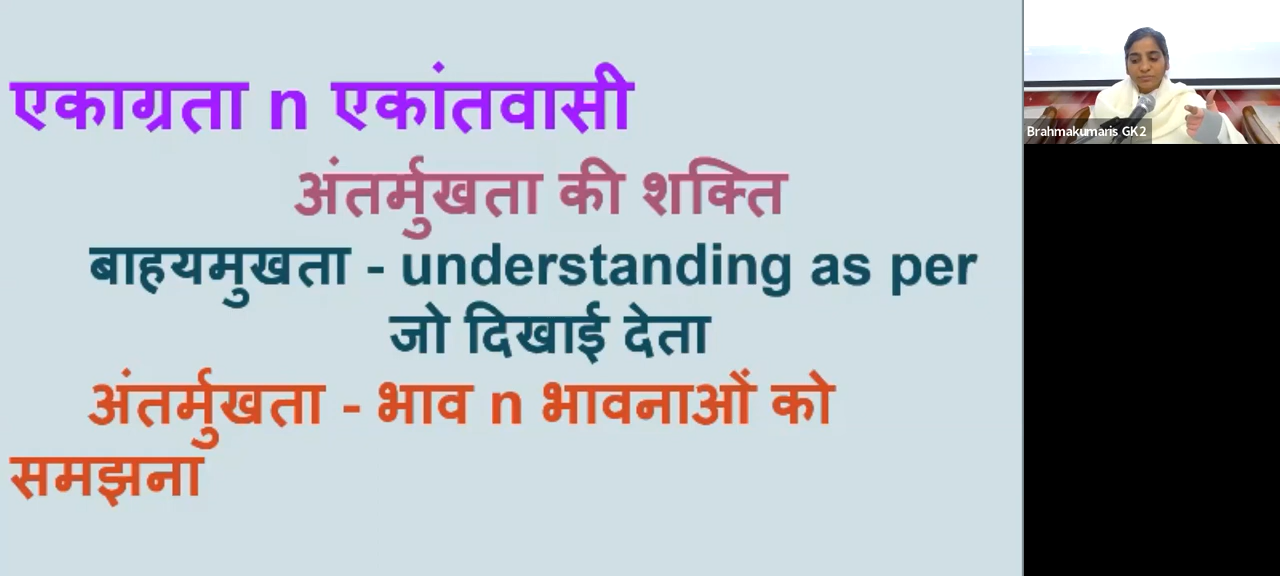 एकाग्रता n एकांतवासी
अंतर्मुखता की शक्ति
बाहयमुखता - understanding as per
जो दिखाई देता
अंतर्मुखता - भाव n भावनाओं को
समझना
Brahmakumaris GK2